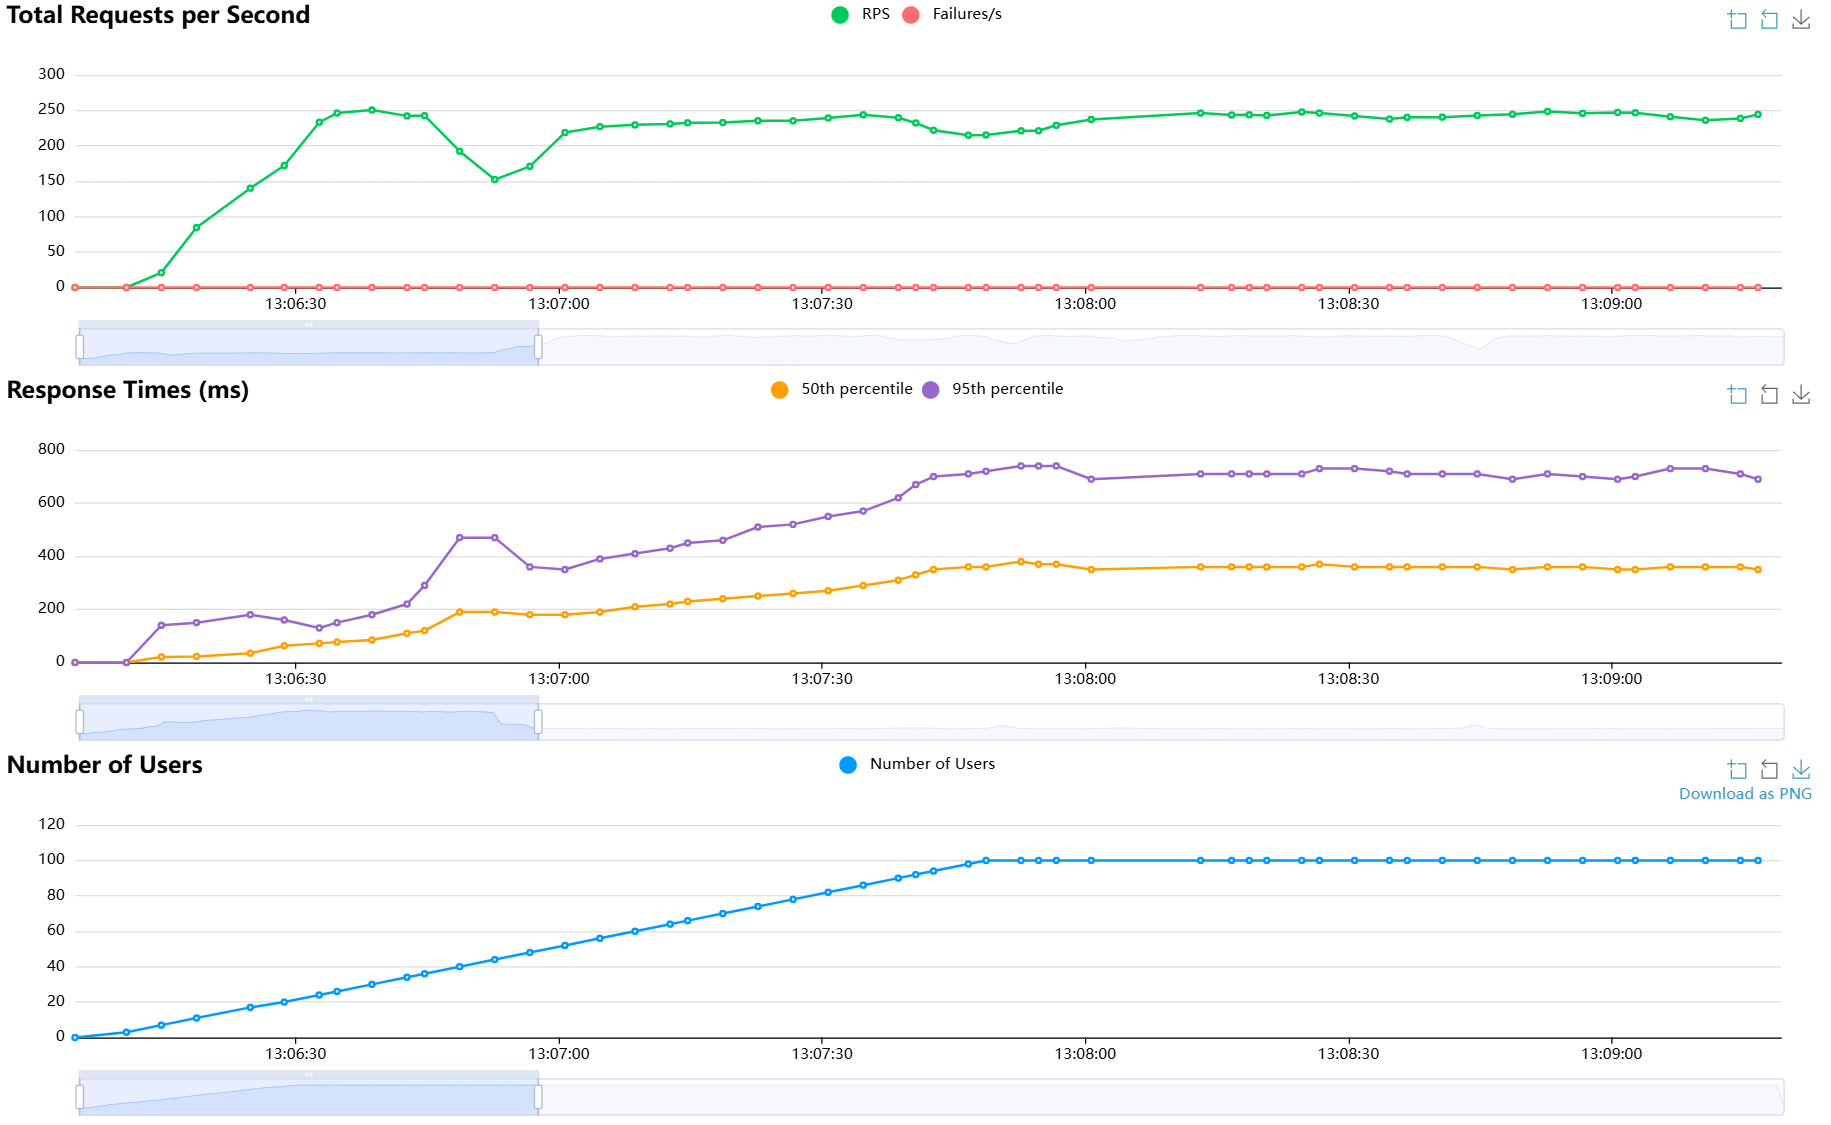 Total Requests per Second
RPS Failures/s
300
250
200
150
100
50
0
13:06:30 13:07:00 13:07:30 13:08:00 13:08:30 13:09:00
Response Times (ms)
50th percentile 95th percentile
800
600
400
200
0
13:06:30 13:07:00 13:07:30 13:08:00 13:08:30 13:09:00
Number of Users
Number of Users
Download as PNG
120
100
80
60
40
20
0
13:06:30 13:07:00 13:07:30 13:08:00 13:08:30 13:09:00